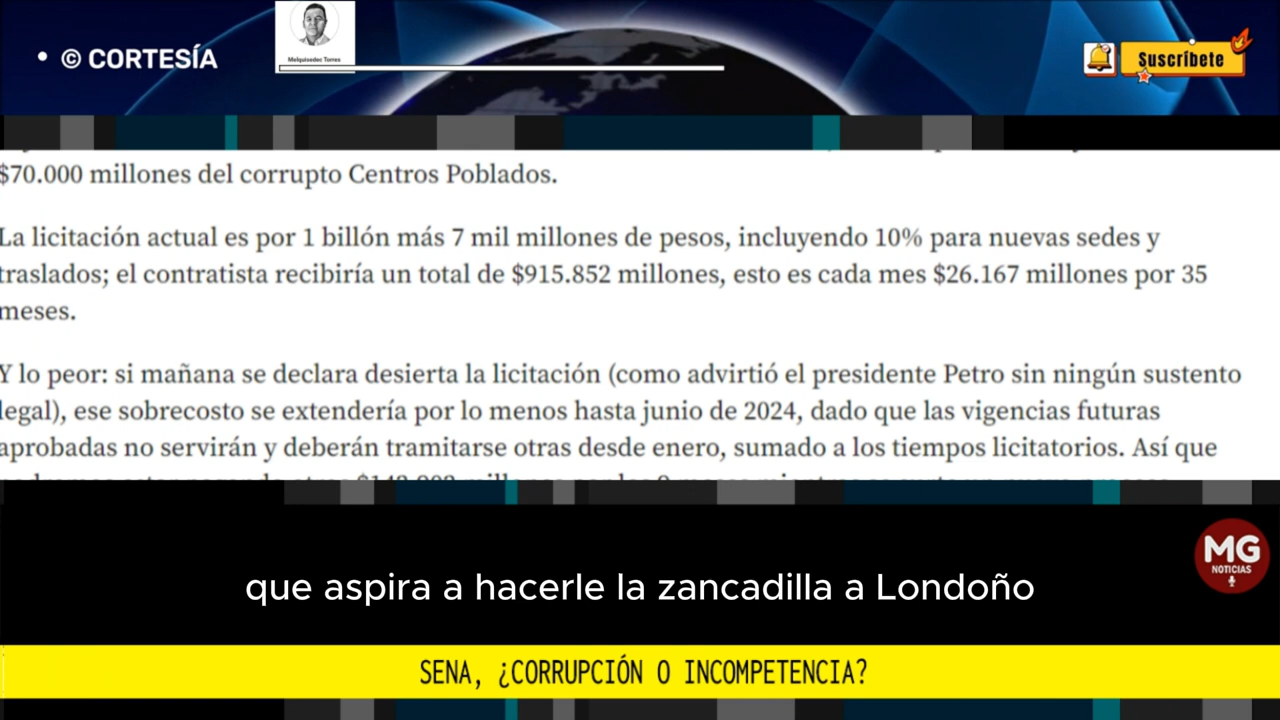 • © CORTESÍA
Melquisedec Torres
Suscríbete
$70.000 millones del corrupto Centros Poblados.
La licitación actual es por 1 billón más 7 mil millones de pesos, incluyendo 10% para nuevas sedes y
traslados; el contratista recibiría un total de $915.852 millones, esto es cada mes $26.167 millones por 35
meses.
Y lo peor: si mañana se declara desierta la licitación (como advirtió el presidente Petro sin ningún sustento
legal), ese sobrecosto se extendería por lo menos hasta junio de 2024, dado que las vigencias futuras
aprobadas no servirán y deberán tramitarse otras desde enero, sumado a los tiempos licitatorios. Así que
MG
NOTICIAS
que aspira a hacerle la zancadilla a Londoño
SENA, ¿CORRUPCIÓN O INCOMPETENCIA?